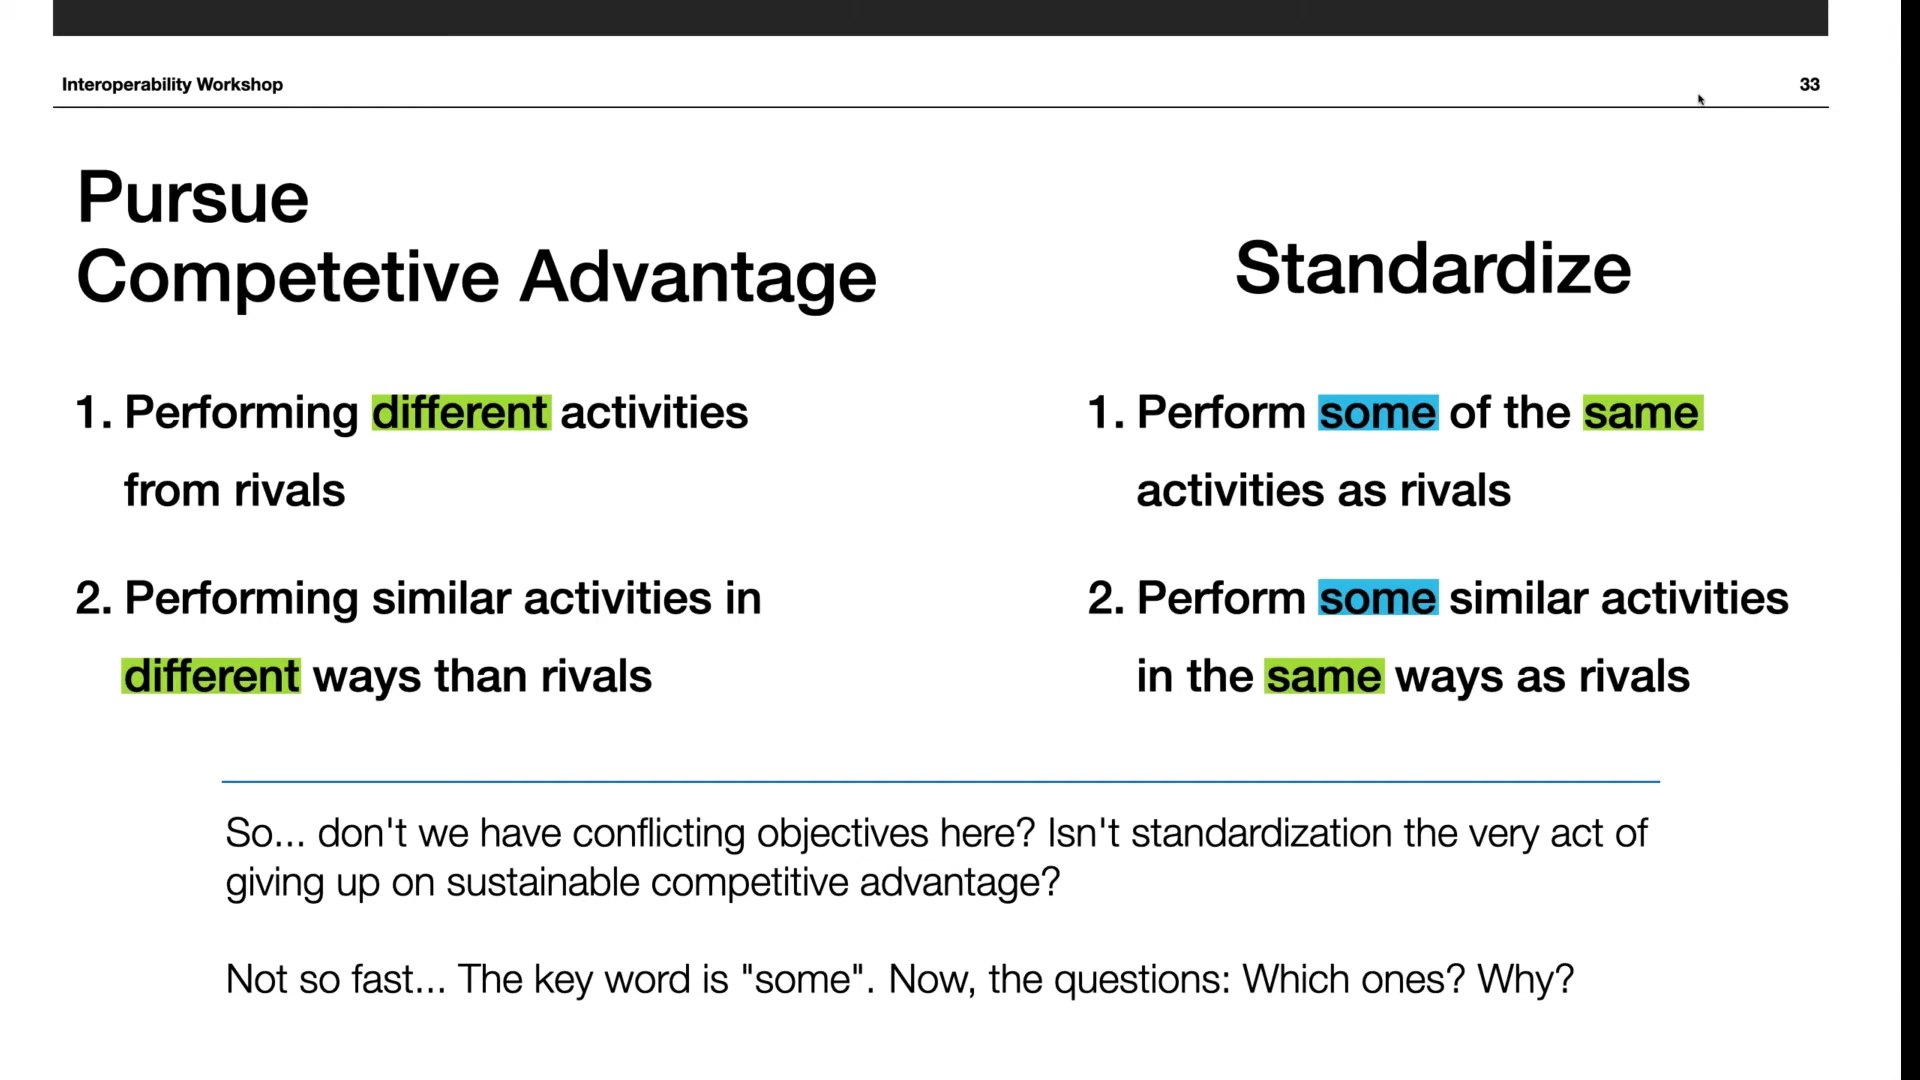 Interoperability Workshop
33
Pursue
Competetive Advantage
1. Performing different activities
from rivals
2. Performing similar activities in
different ways than rivals
Standardize
1. Perform some of the same
activities as rivals
2. Perform some similar activities
in the same ways as rivals
So... don't we have conflicting objectives here? Isn't standardization the very act of
giving up on sustainable competitive advantage?
Not so fast... The key word is "some". Now, the questions: Which ones? Why?